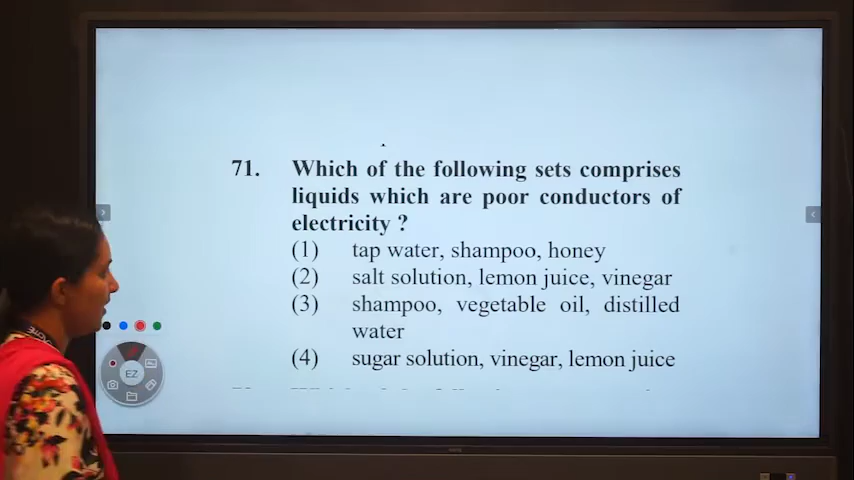 71. Which of the following sets comprises
liquids which are poor conductors of
electricity ?
(1) tap water, shampoo, honey
(2) salt solution, lemon juice, vinegar
(3) shampoo, vegetable oil, distilled
water
(4) sugar solution, vinegar, lemon juice
EZ